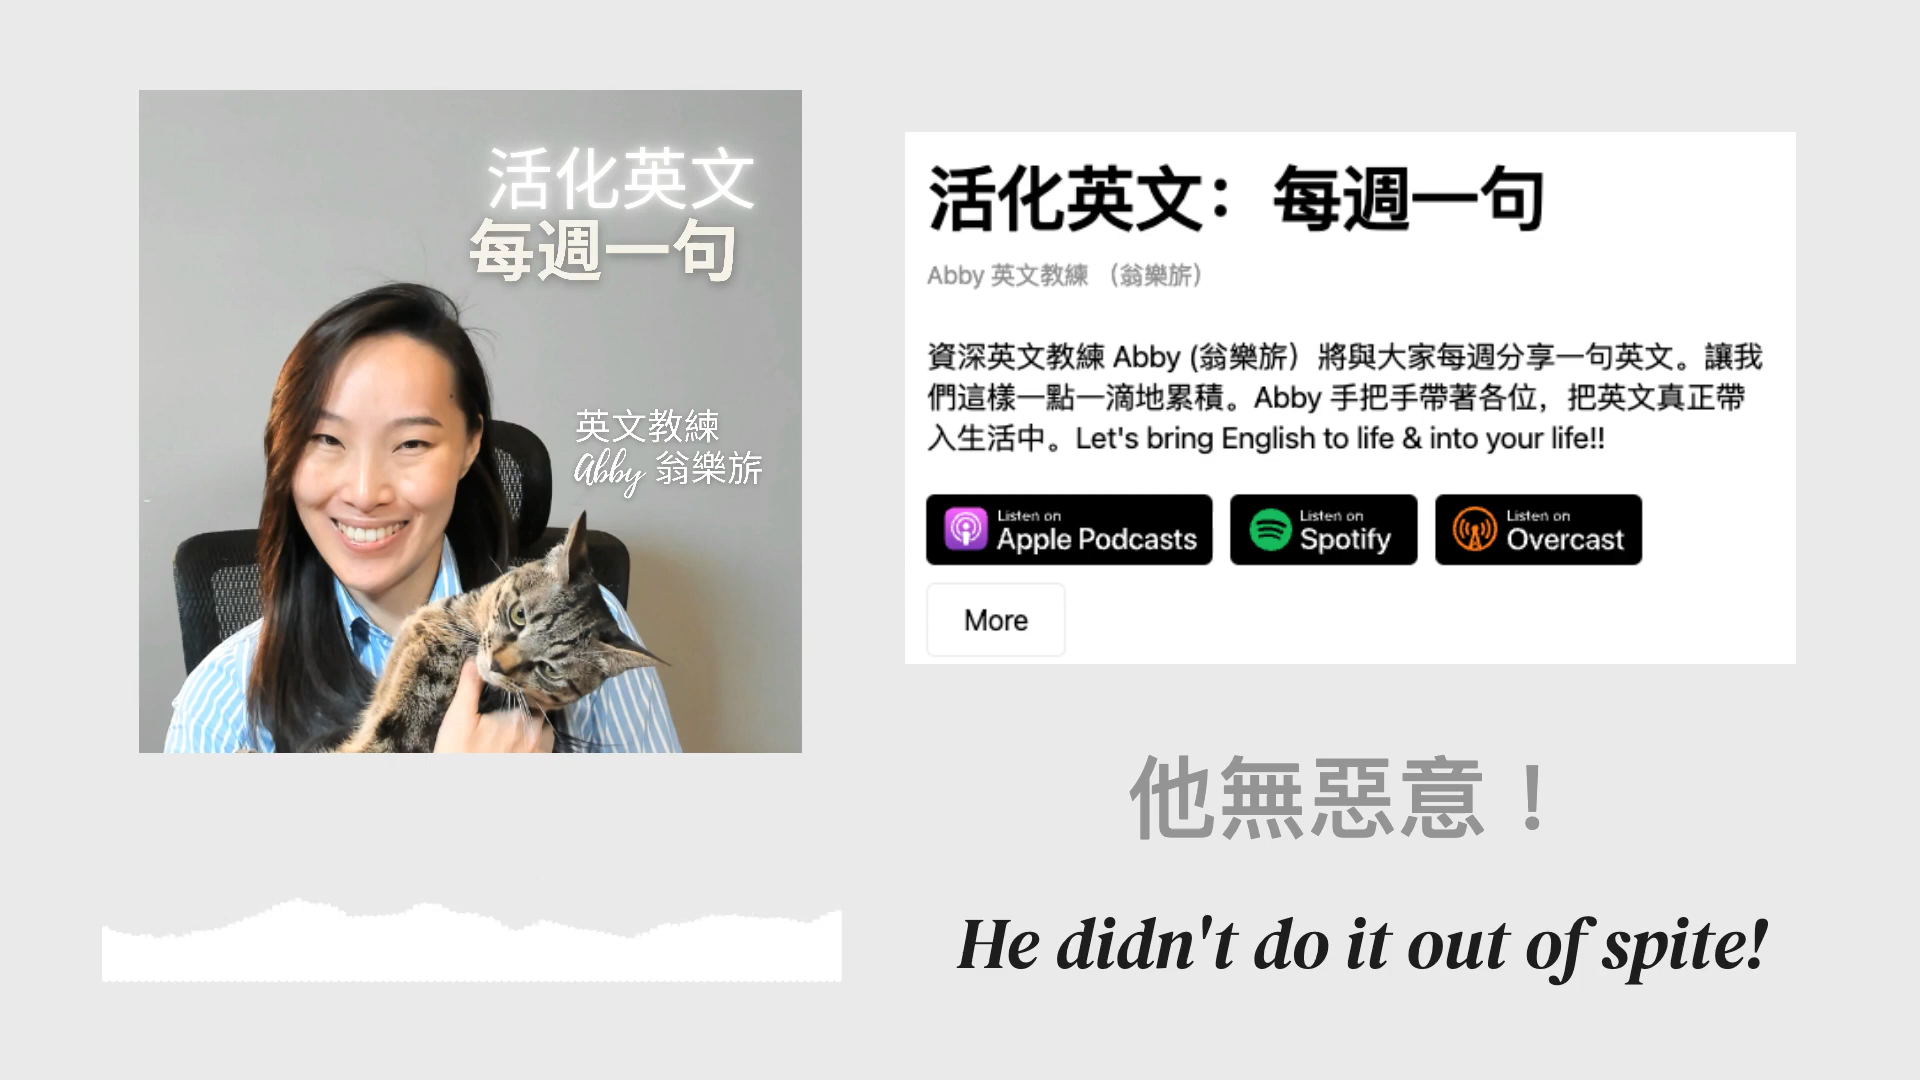 活化英文
每週一句
英文教練
Abby 翁樂旂
活化英文：每週一句
Abby 英文教練 （翁樂旂）
資深英文教練 Abby (翁樂旂）將與大家每週分享一句英文。讓我
們這樣一點一滴地累積。Abby 手把手帶著各位，把英文真正帶
入生活中。Let's bring English to life & into your life!!
Listen on
Apple Podcasts
Listen on
Spotify
Listen on
Overcast
More
他無惡意！
He didn't do it out of spite!